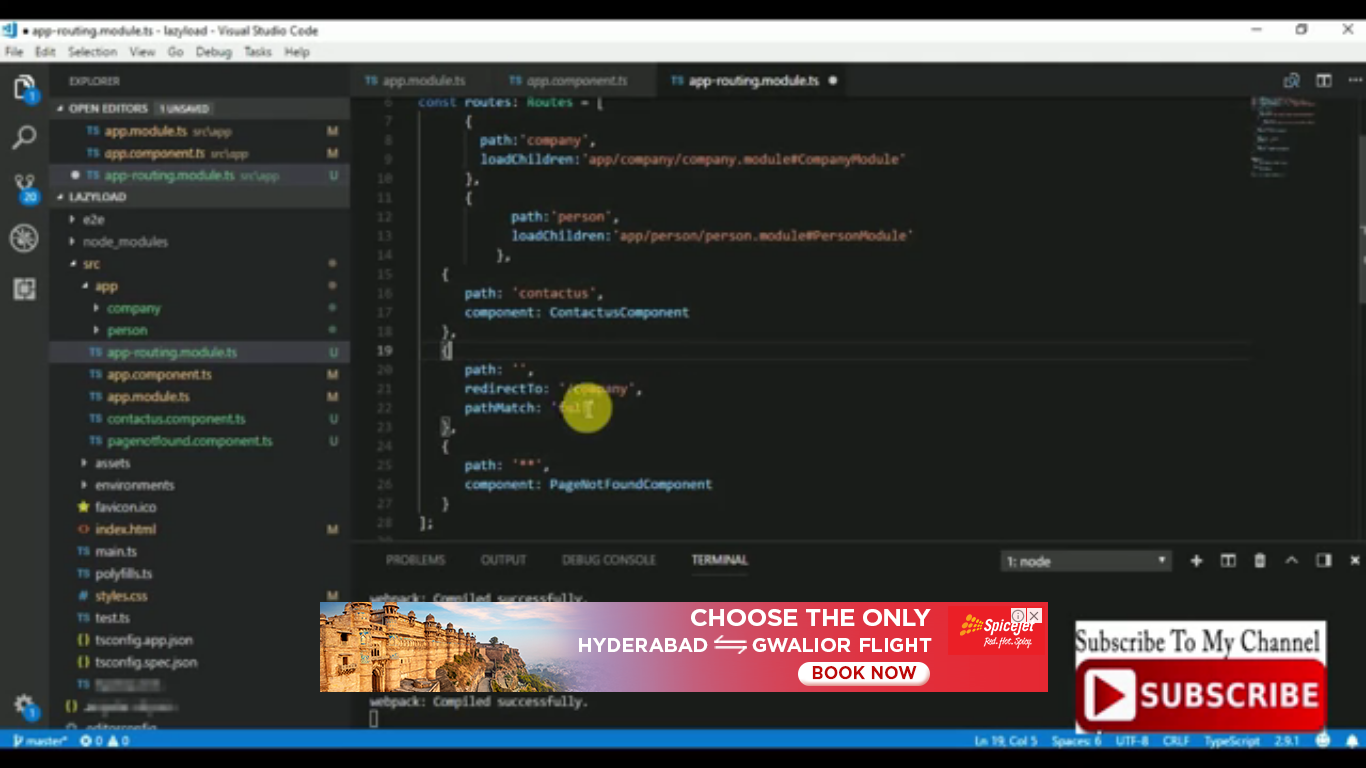 app-routing.module.ts - lazyload - Visual Studio Code
File Edit Selection View Go Debug Tasks Help
EXPLORER
OPEN EDITORS 1 UNSAVED
TS app.module.ts src\app M
TS app.component.ts src\app M
TS app-routing.module.ts src\app U
LAZYLOAD
e2e
node_modules
src
app
company
person
TS app-routing.module.ts U
TS app.component.ts M
TS app.module.ts M
TS contactus.component.ts U
TS pagenotfound.component.ts U
assets
environments
favicon.ico
<> index.html M
TS main.ts
TS polyfills.ts
# styles.css M
TS test.ts
{} tsconfig.app.json
{} tsconfig.spec.json
TS
{}
.editorconfig
1
20
1
TS app.module.ts TS app.component.ts TS app-routing.module.ts
6 const routes: Routes = [
7 {
8 path:'company',
9 loadChildren:'app/company/company.module#CompanyModule'
10 },
11 {
12 path:'person',
13 loadChildren:'app/person/person.module#PersonModule'
14 },
15 {
16 path: 'contactus',
17 component: ContactusComponent
18 },
19 {
20 path: '',
21 redirectTo: '/company',
22 pathMatch:
23 },
24 {
25 path: '**',
26 component: PageNotFoundComponent
27 }
28 ];
PROBLEMS OUTPUT DEBUG CONSOLE TERMINAL 1: node
webpack: Compiled successfully.
CHOOSE THE ONLY
HYDERABAD GWALIOR FLIGHT
BOOK NOW
SpiceJet
Red. Hot. Spicy.
webpack: Compiled successfully.
Subscribe To My Channel
SUBSCRIBE
master* 0 0 Ln 19, Col 5 Spaces: 6 UTF-8 CRLF TypeScript 2.9.1